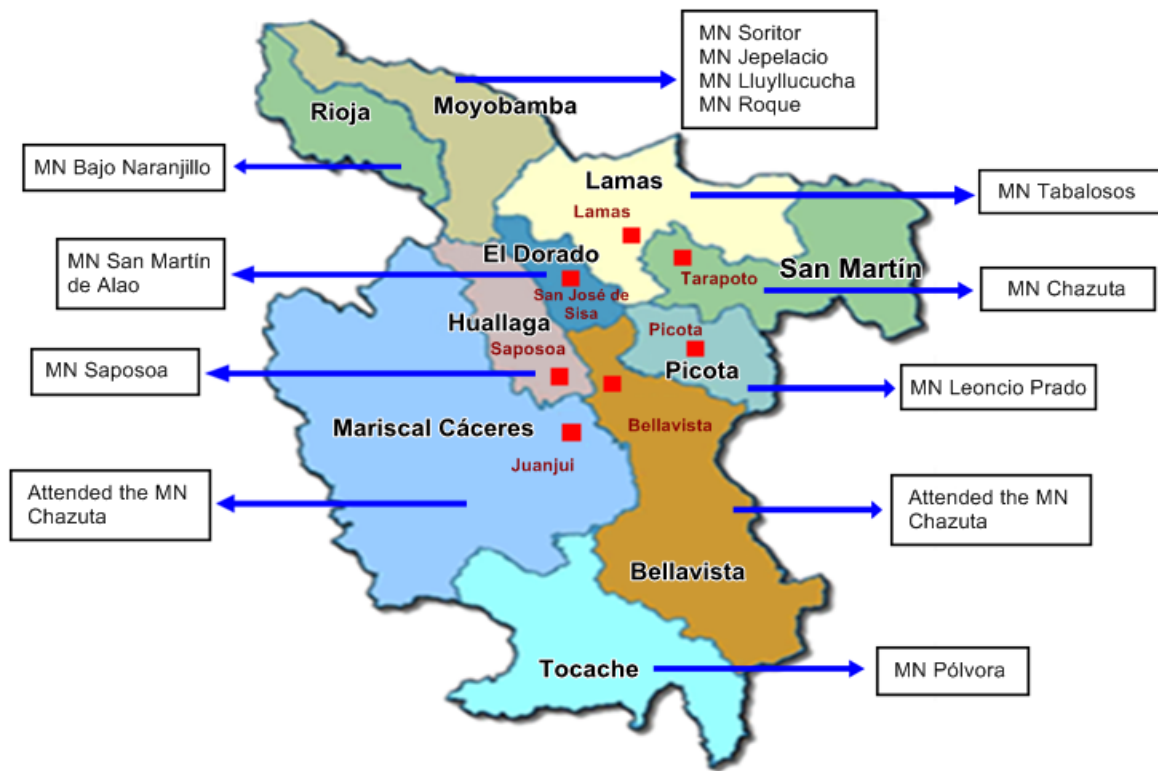 MN Soritor
MN Jepelacio
MN Lluyllucucha
MN Roque
Moyobamba
Rioja
MN Bajo Naranjillo
Lamas
MN Tabalosos
Lamas
El Dorado
MN San Martín
de Alao
San Martín
Tarapoto
San José de
Sisa
MN Chazuta
Huallaga
Saposoa
Picota
Picota
MN Saposoa
MN Leoncio Prado
Mariscal Cáceres
Bellavista
Juanjui
Attended the MN
Chazuta
Attended the MN
Chazuta
Bellavista
Tocache
MN Pólvora